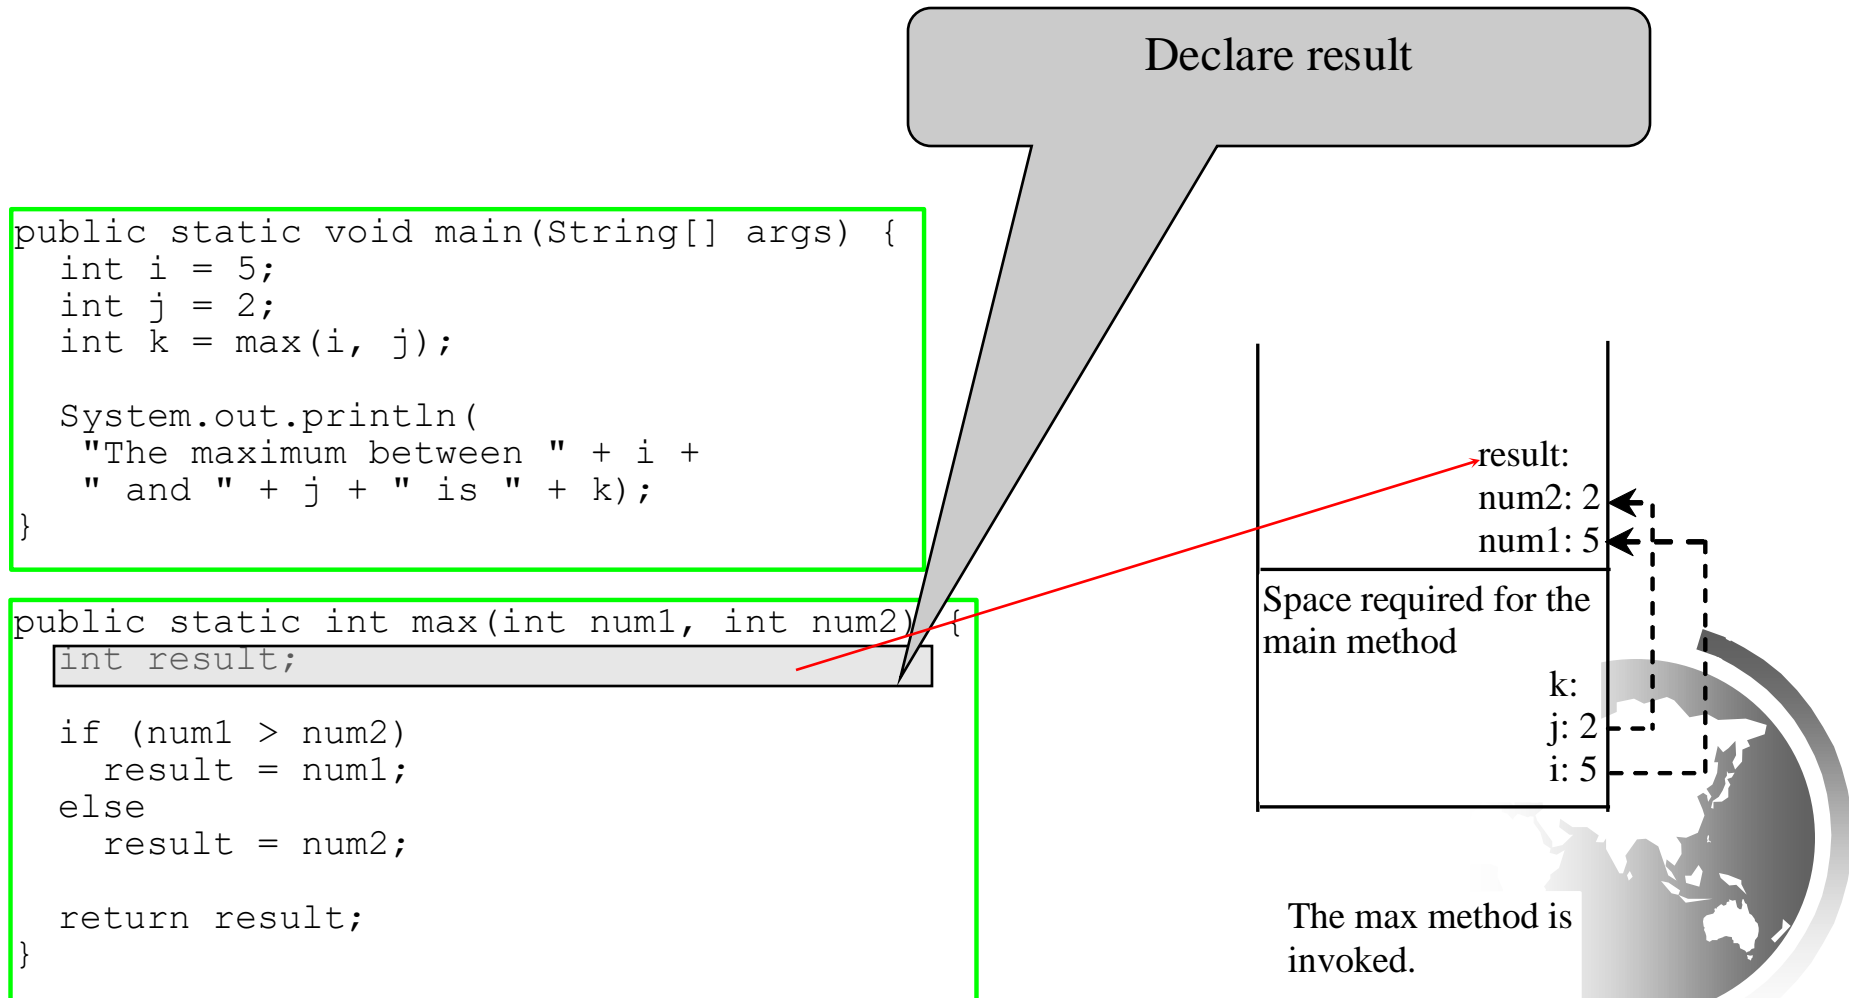 Declare result
public static void main(String[] args) {
  int i = 5;
  int j = 2;
  int k = max(i, j);
  System.out.println(
   "The maximum between " + i +
   " and " + j + " is " + k);
}
public static int max(int num1, int num2) {
  int result;
  if (num1 > num2)
    result = num1;
  else
    result = num2;
  return result;
}
result:
num2: 2
num1: 5
Space required for the
main method
k:
j: 2
i: 5
The max method is
invoked.